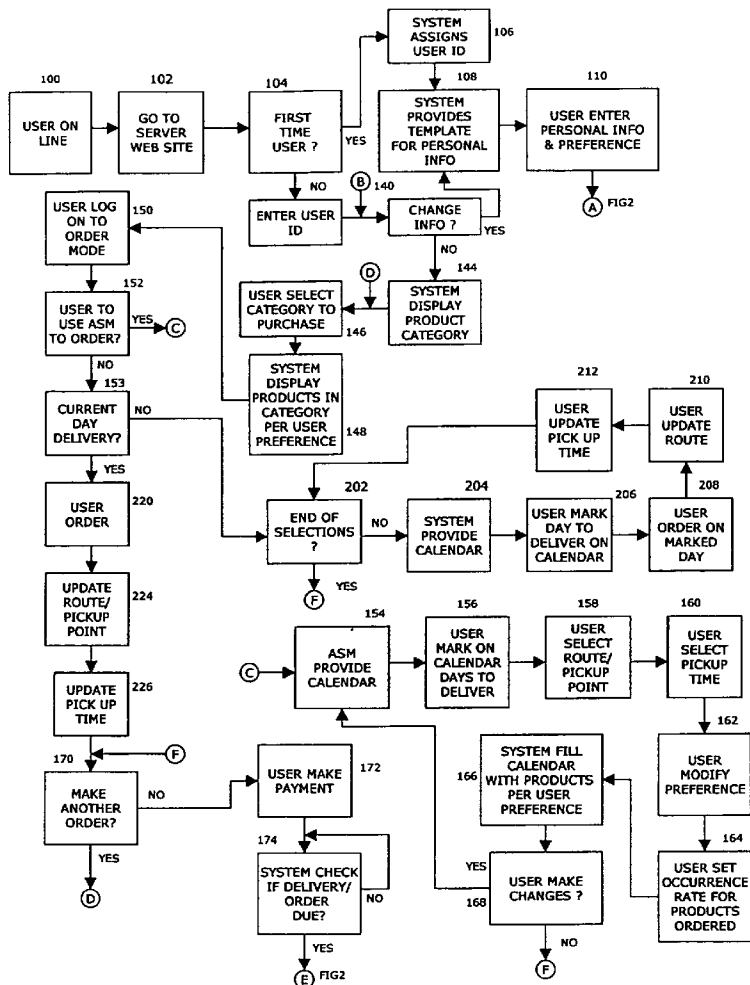 SYSTEM
ASSIGNS
USER ID
106
100
USER ON
LINE
102
GO TO
SERVER
WEB SITE
104
FIRST
TIME
USER ?
YES
NO
108
SYSTEM
PROVIDES
TEMPLATE
FOR PERSONAL
INFO
110
USER ENTER
PERSONAL INFO
& PREFERENCE
A
FIG2
ENTER USER
ID
B
140
CHANGE
INFO ?
YES
NO
150
USER LOG
ON TO
ORDER
MODE
144
SYSTEM
DISPLAY
PRODUCT
CATEGORY
D
USER SELECT
CATEGORY TO
PURCHASE
146
SYSTEM
DISPLAY
PRODUCTS IN
CATEGORY
PER USER
PREFERENCE
148
152
USER TO
USE ASM
TO ORDER?
YES
C
NO
153
CURRENT
DAY
DELIVERY?
NO
YES
212
USER
UPDATE
PICK UP
TIME
210
USER
UPDATE
ROUTE
USER
ORDER
220
202
END OF
SELECTIONS
?
NO
YES
F
204
SYSTEM
PROVIDE
CALENDAR
206
USER MARK
DAY TO
DELIVER ON
CALENDAR
208
USER
ORDER ON
MARKED
DAY
UPDATE
ROUTE/
PICKUP
POINT
224
UPDATE
PICK UP
TIME
226
F
C
154
ASM
PROVIDE
CALENDAR
156
USER
MARK ON
CALENDAR
DAYS TO
DELIVER
158
USER
SELECT
ROUTE/
PICKUP
POINT
160
USER
SELECT
PICKUP
TIME
162
USER
MODIFY
PREFERENCE
164
USER SET
OCCURRENCE
RATE FOR
PRODUCTS
ORDERED
166
SYSTEM FILL
CALENDAR
WITH PRODUCTS
PER USER
PREFERENCE
YES
168
USER MAKE
CHANGES ?
NO
F
170
MAKE
ANOTHER
ORDER?
NO
YES
D
USER MAKE
PAYMENT
172
174
SYSTEM CHECK
IF DELIVERY/
ORDER
DUE?
NO
YES
E
FIG2